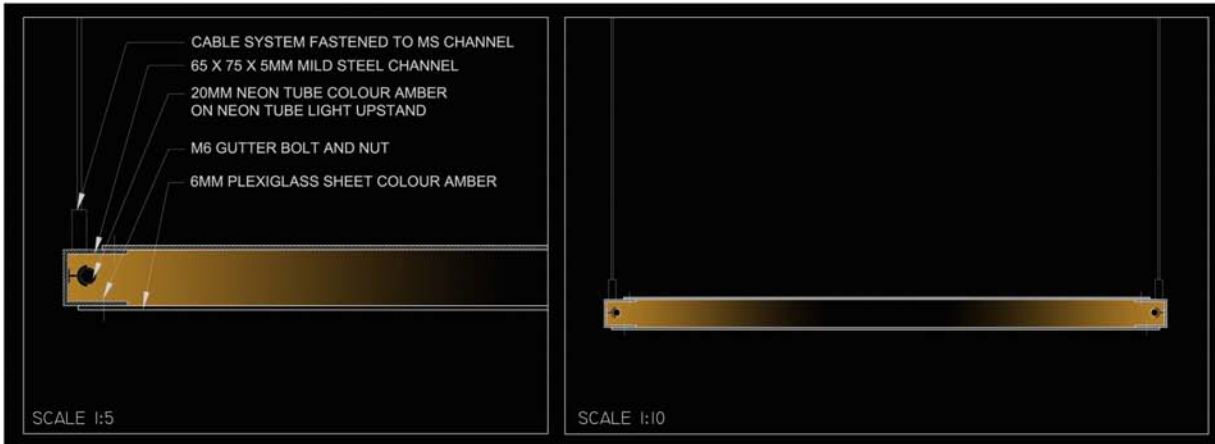 CABLE SYSTEM FASTENED TO MS CHANNEL
65 X 75 X 5MM MILD STEEL CHANNEL
20MM NEON TUBE COLOUR AMBER
ON NEON TUBE LIGHT UPSTAND
M6 GUTTER BOLT AND NUT
6MM PLEXIGLASS SHEET COLOUR AMBER
SCALE 1:5
SCALE 1:10